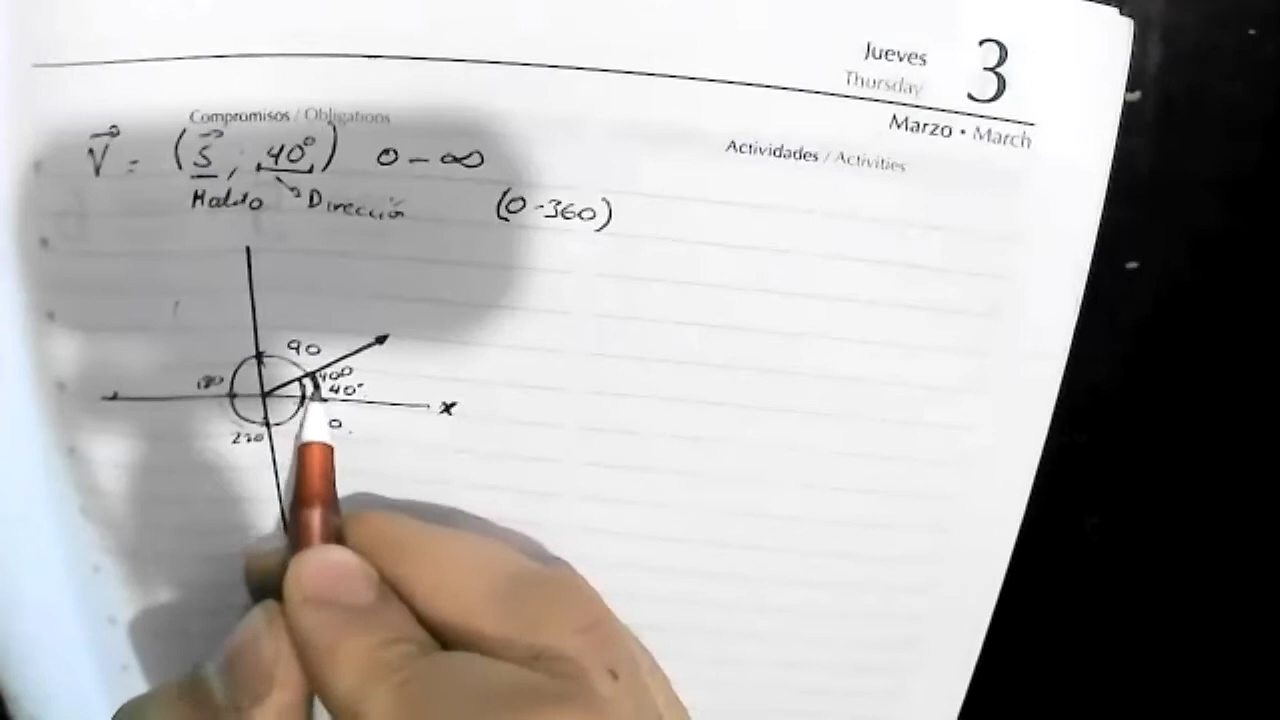 Jueves 3
Thursday
Marzo • March
Compromisos / Obligations
Actividades / Activities
V = (5, 40°) 0 - ∞
Dirección (0-360)
90
180 400
40°
x
0.